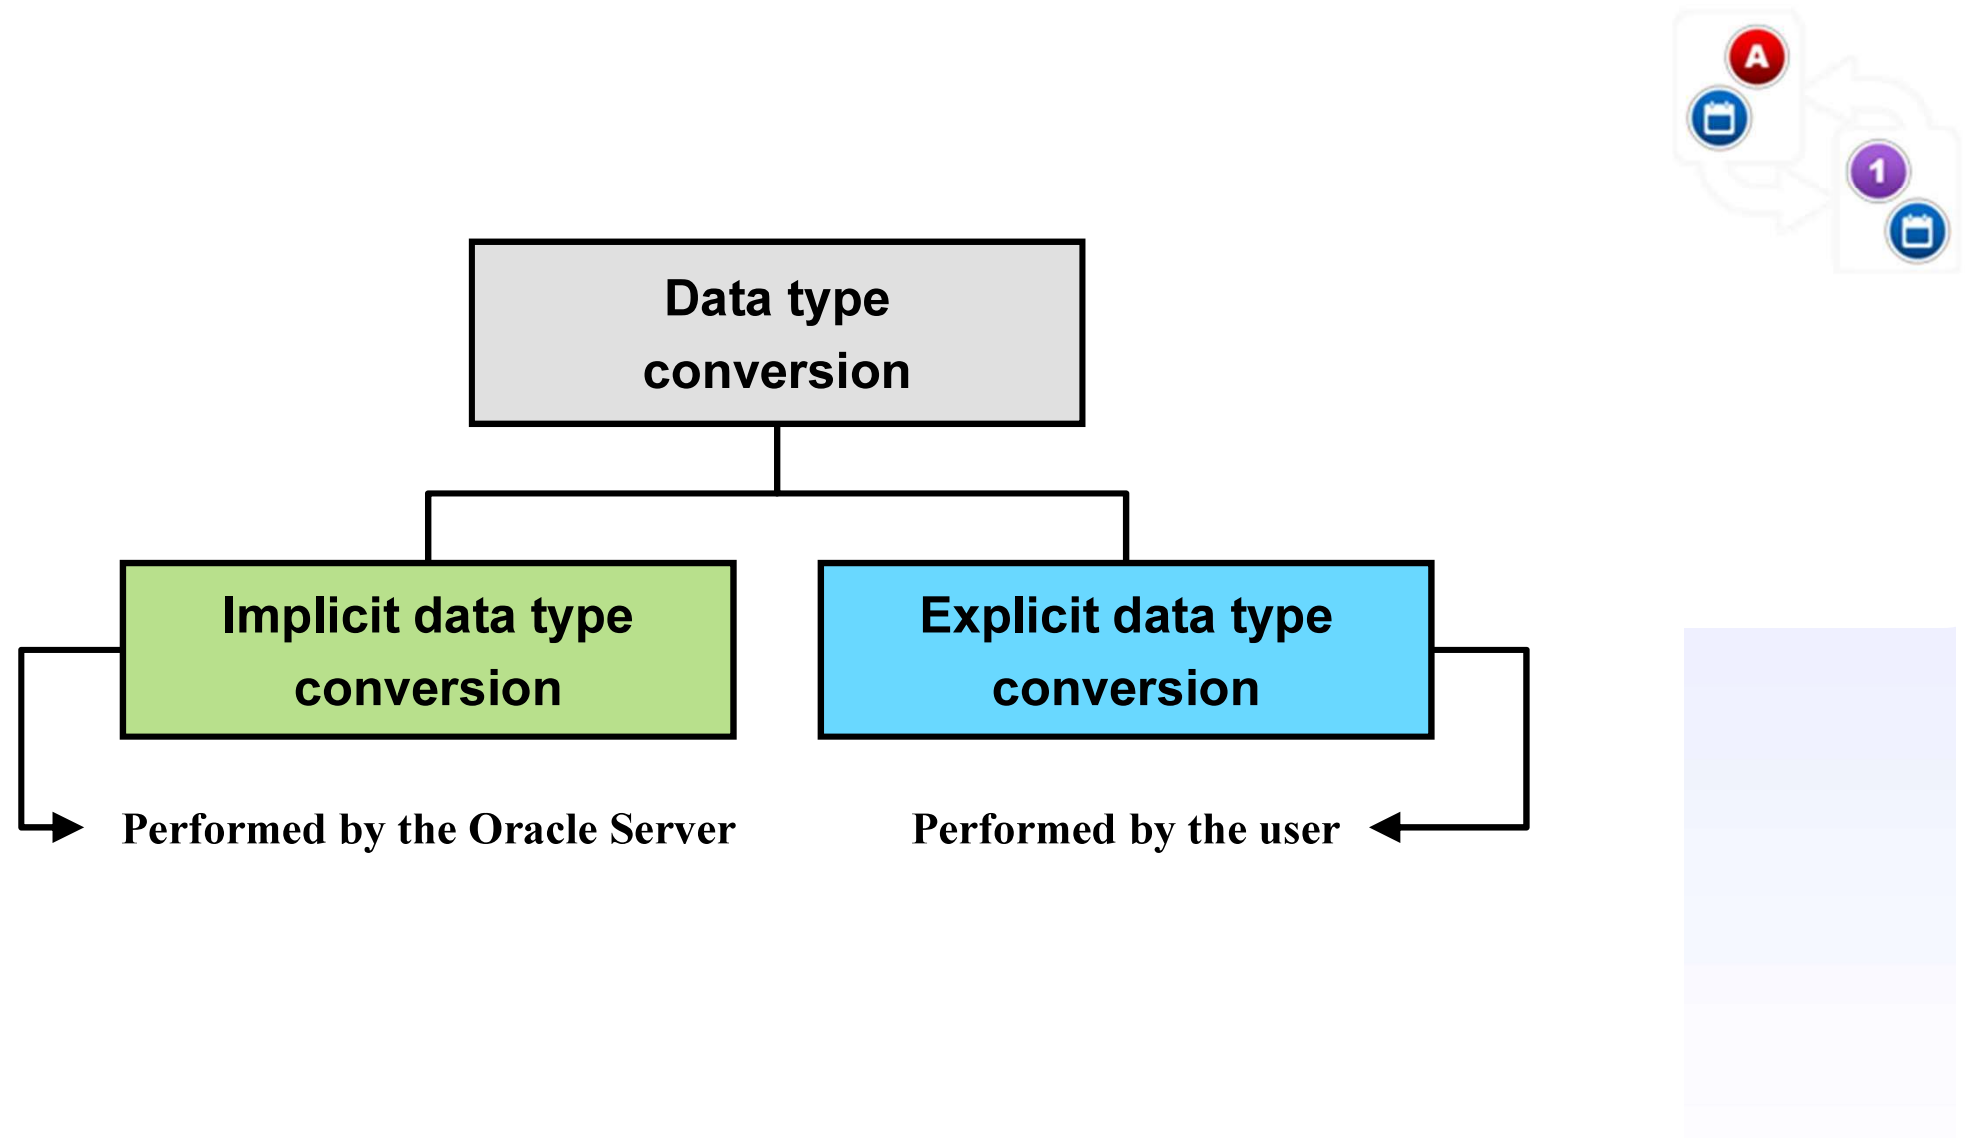 A
1
Data type
conversion
Implicit data type
conversion
Explicit data type
conversion
Performed by the Oracle Server
Performed by the user